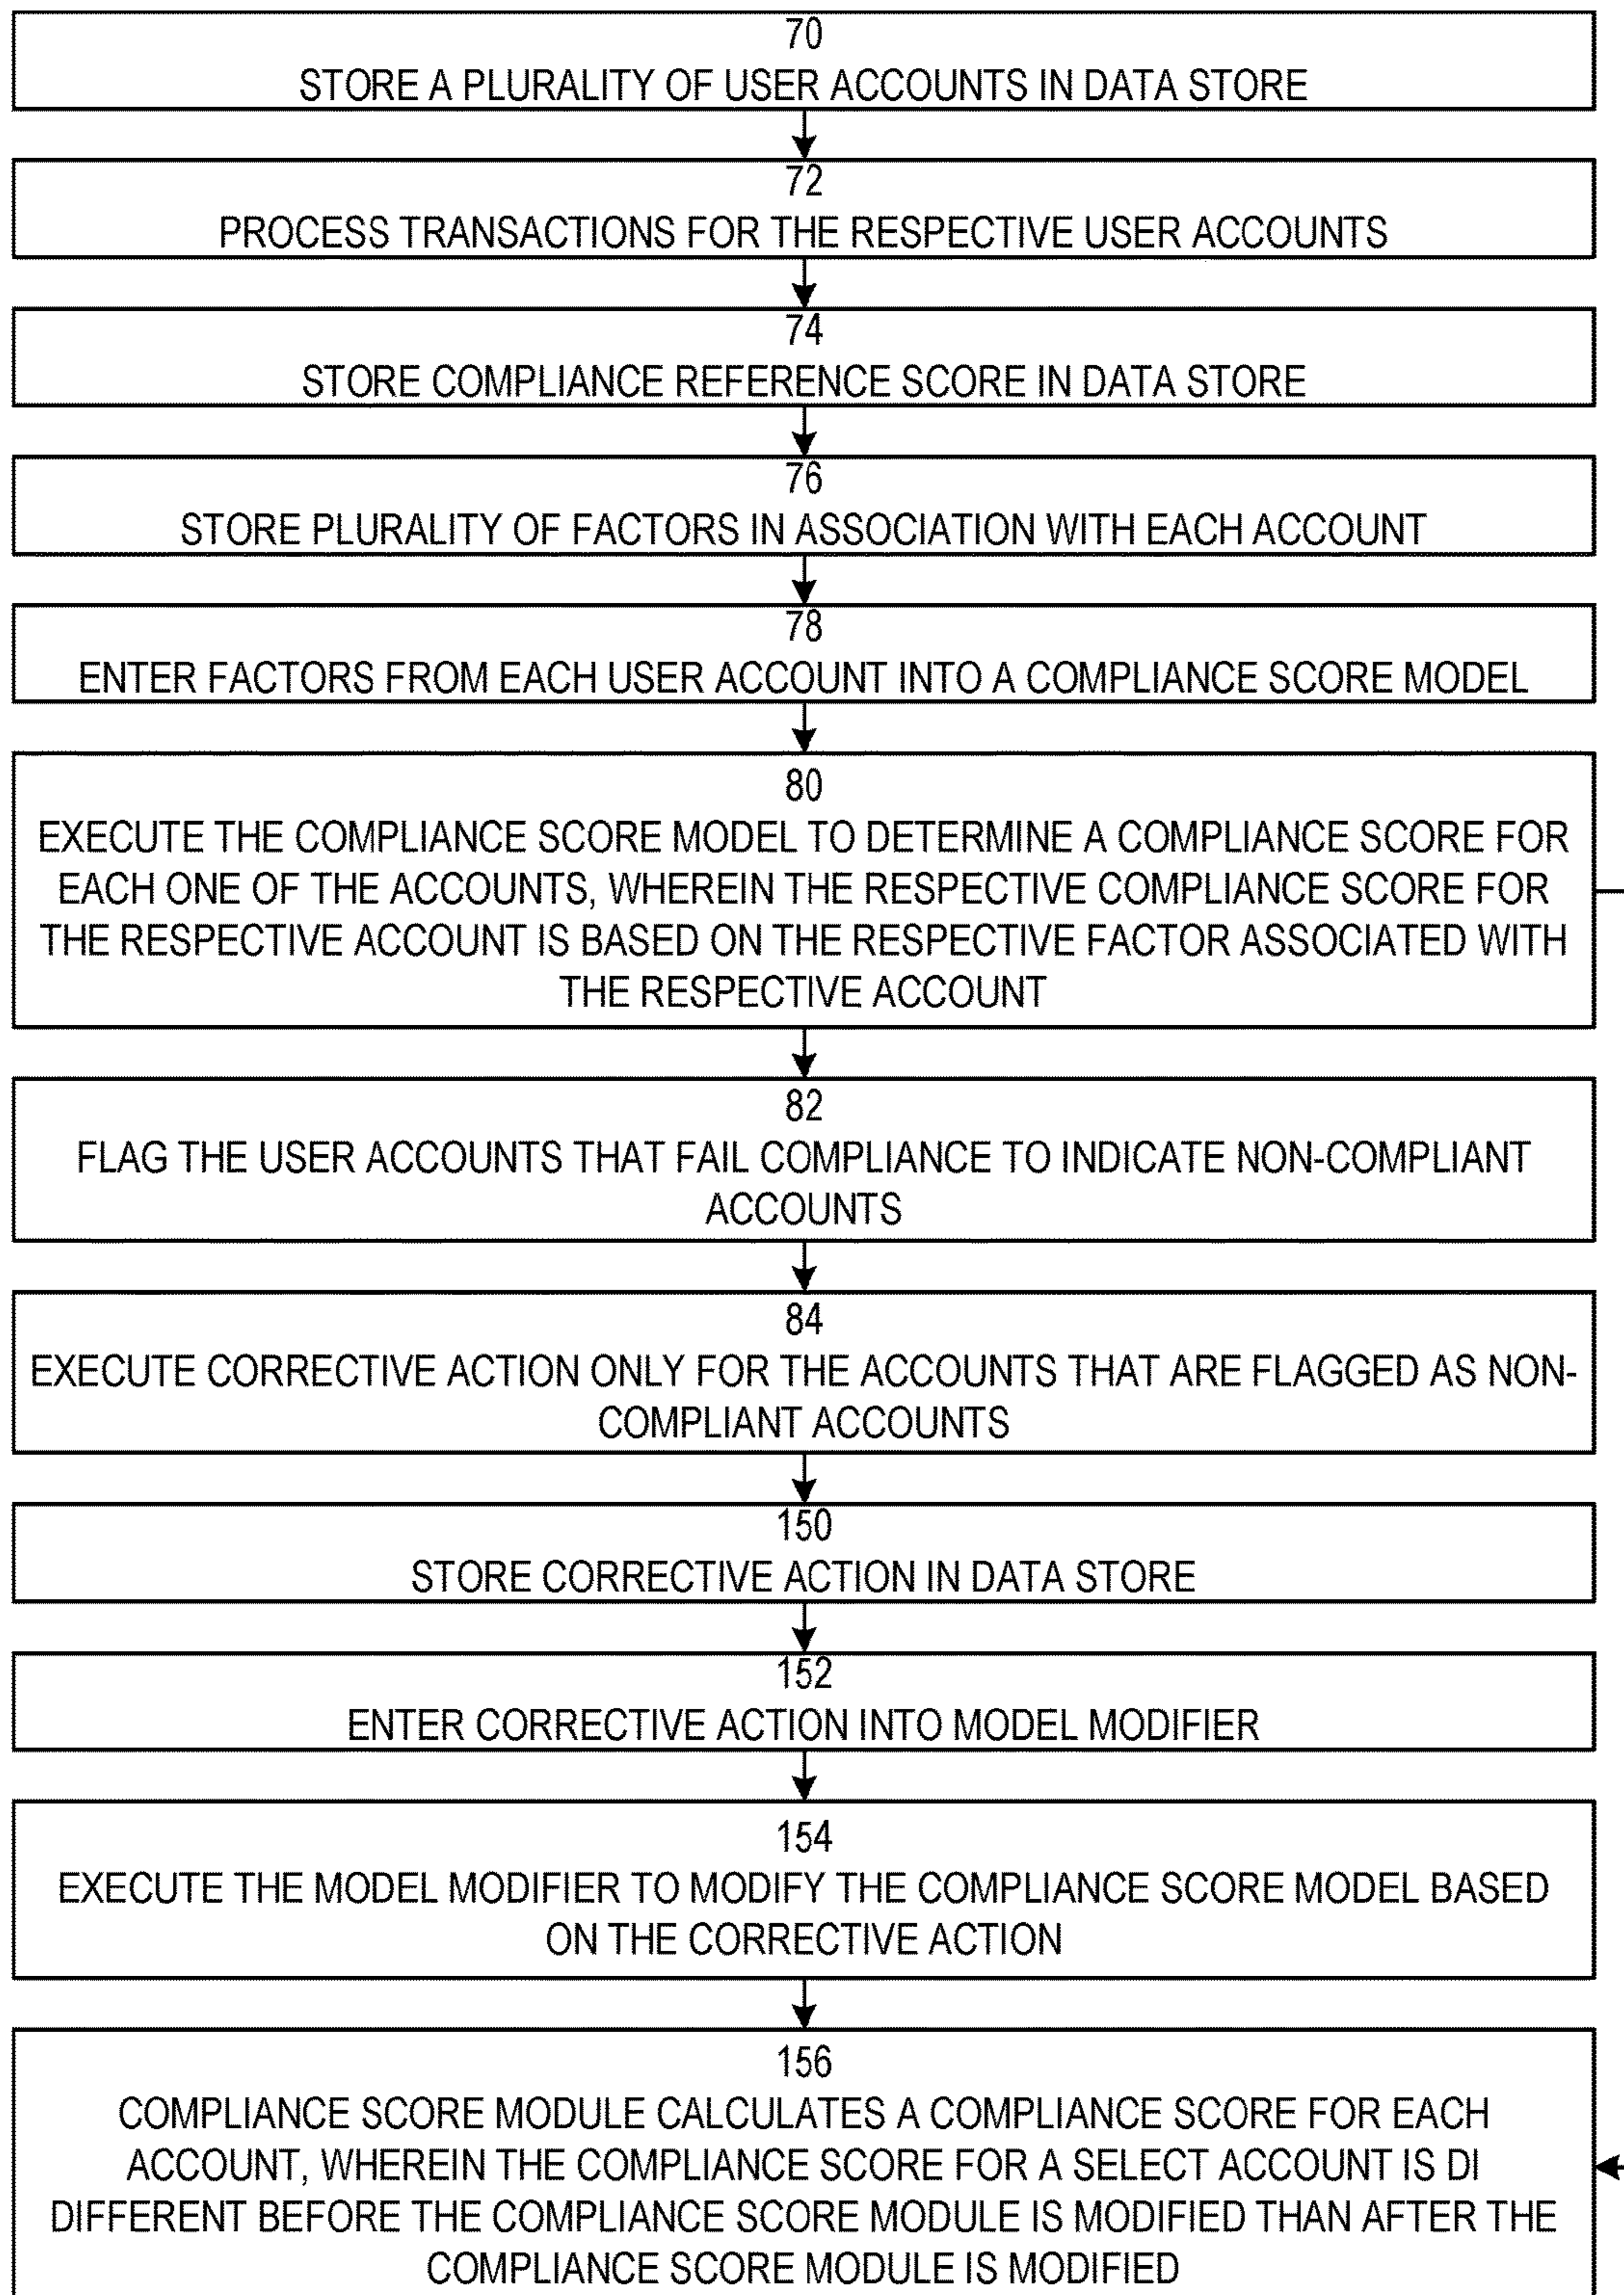 70
STORE A PLURALITY OF USER ACCOUNTS IN DATA STORE
72
PROCESS TRANSACTIONS FOR THE RESPECTIVE USER ACCOUNTS
74
STORE COMPLIANCE REFERENCE SCORE IN DATA STORE
76
STORE PLURALITY OF FACTORS IN ASSOCIATION WITH EACH ACCOUNT
78
ENTER FACTORS FROM EACH USER ACCOUNT INTO A COMPLIANCE SCORE MODEL
80
EXECUTE THE COMPLIANCE SCORE MODEL TO DETERMINE A COMPLIANCE SCORE FOR
EACH ONE OF THE ACCOUNTS, WHEREIN THE RESPECTIVE COMPLIANCE SCORE FOR
THE RESPECTIVE ACCOUNT IS BASED ON THE RESPECTIVE FACTOR ASSOCIATED WITH
THE RESPECTIVE ACCOUNT
82
FLAG THE USER ACCOUNTS THAT FAIL COMPLIANCE TO INDICATE NON-COMPLIANT
ACCOUNTS
84
EXECUTE CORRECTIVE ACTION ONLY FOR THE ACCOUNTS THAT ARE FLAGGED AS NON-
COMPLIANT ACCOUNTS
150
STORE CORRECTIVE ACTION IN DATA STORE
152
ENTER CORRECTIVE ACTION INTO MODEL MODIFIER
154
EXECUTE THE MODEL MODIFIER TO MODIFY THE COMPLIANCE SCORE MODEL BASED
ON THE CORRECTIVE ACTION
156
COMPLIANCE SCORE MODULE CALCULATES A COMPLIANCE SCORE FOR EACH
ACCOUNT, WHEREIN THE COMPLIANCE SCORE FOR A SELECT ACCOUNT IS DI
DIFFERENT BEFORE THE COMPLIANCE SCORE MODULE IS MODIFIED THAN AFTER THE
COMPLIANCE SCORE MODULE IS MODIFIED